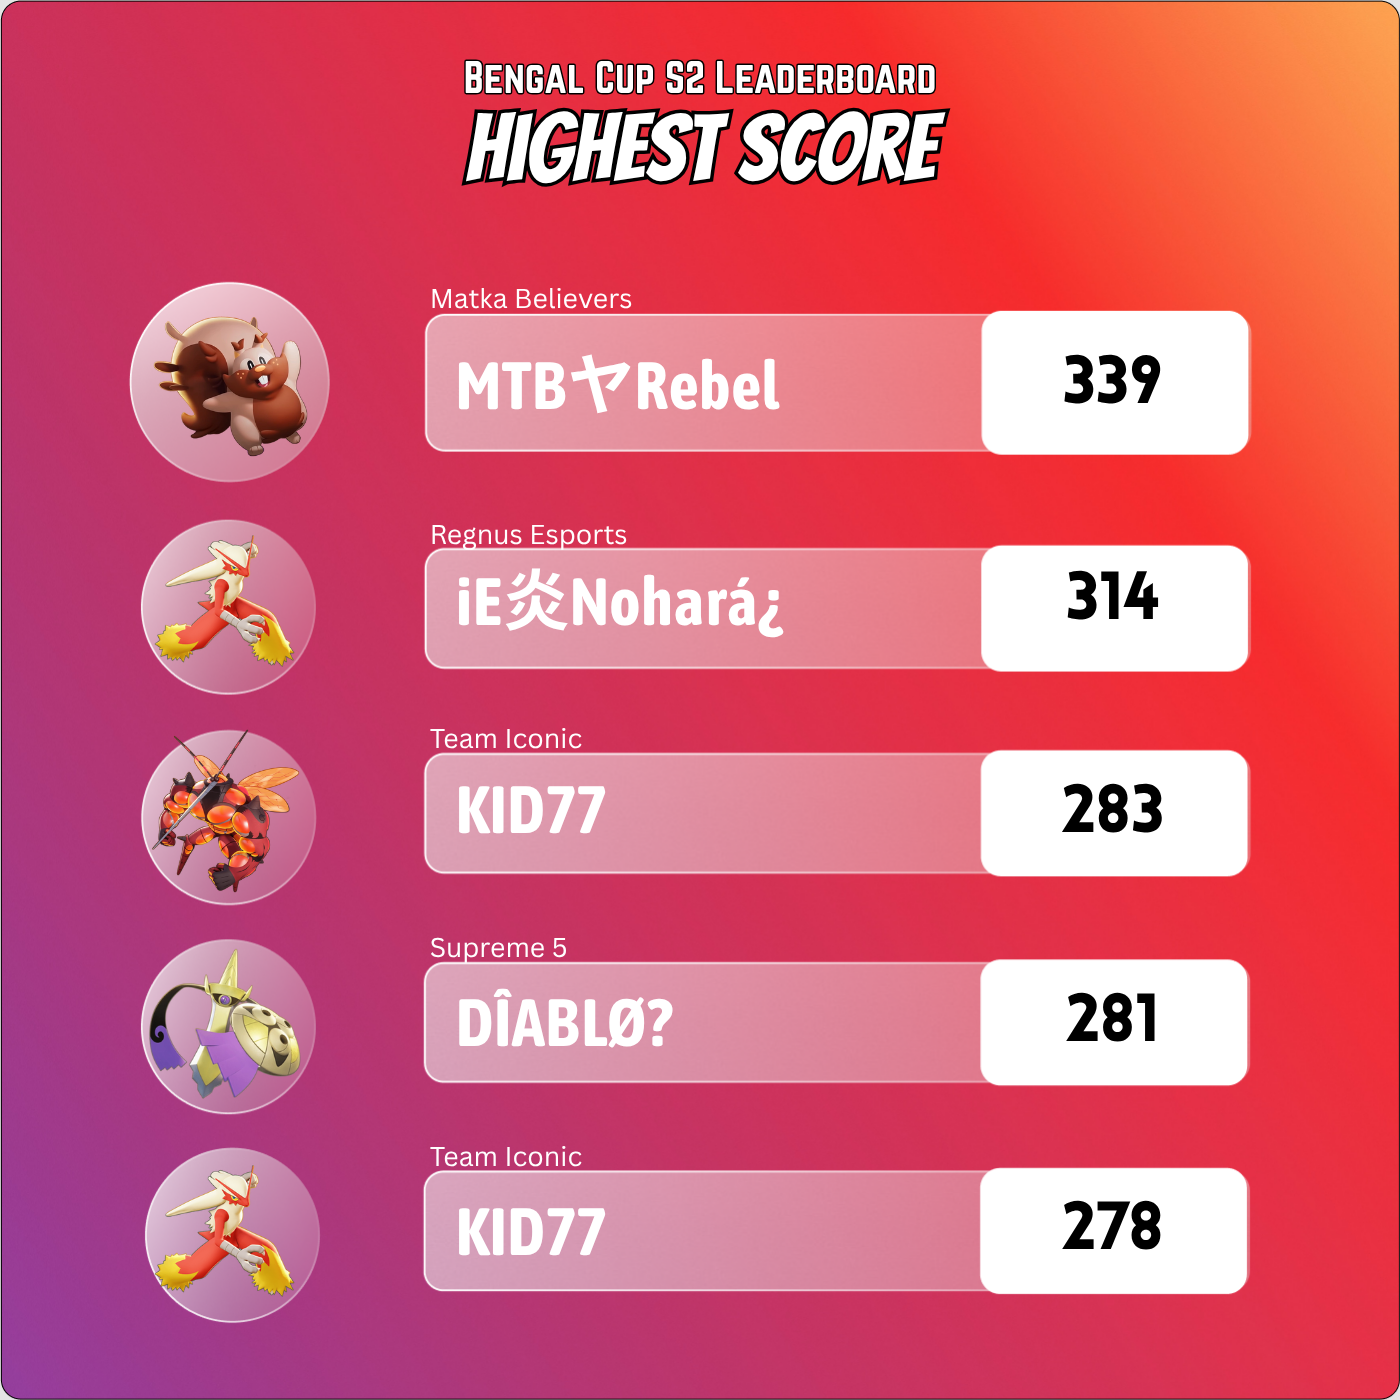 Bengal Cup S2 Leaderboard
HIGHEST SCORE
Matka Believers
MTBヤRebel
339
Regnus Esports
iE炎Nohará¿
314
Team Iconic
KID77
283
Supreme 5
DÎABLØ?
281
Team Iconic
KID77
278